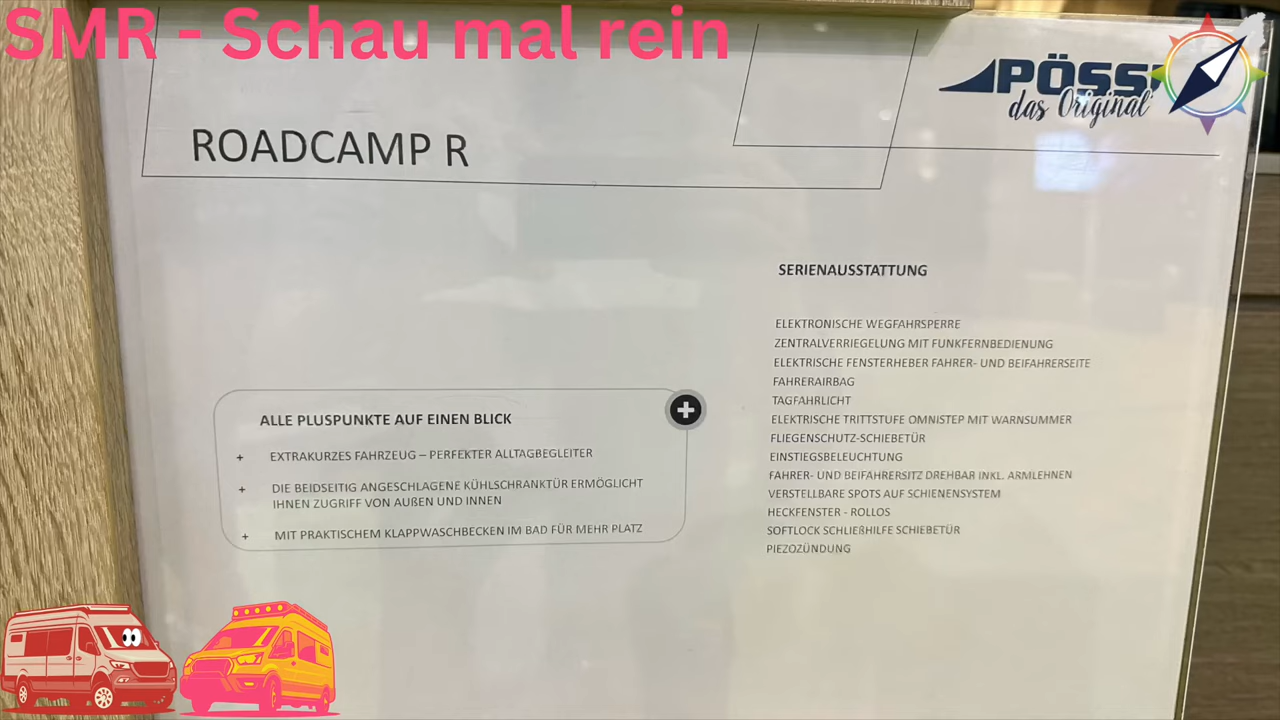 SMR - Schau mal rein
PÖSSL
das Original
ROADCAMP R
ALLE PLUSPUNKTE AUF EINEN BLICK
+ EXTRAKURZES FAHRZEUG – PERFEKTER ALLTAGBEGLEITER
+ DIE BEIDSEITIG ANGESCHLAGENE KÜHLSCHRANKTÜR ERMÖGLICHT
IHNEN ZUGRIFF VON AUßEN UND INNEN
+ MIT PRAKTISCHEM KLAPPWASCHBECKEN IM BAD FÜR MEHR PLATZ
SERIENAUSSTATTUNG
ELEKTRONISCHE WEGFAHRSPERRE
ZENTRALVERRIEGELUNG MIT FUNKFERNBEDIENUNG
ELEKTRISCHE FENSTERHEBER FAHRER- UND BEIFAHRERSEITE
FAHRERAIRBAG
TAGFAHRLICHT
ELEKTRISCHE TRITTSTUFE OMNISTEP MIT WARNSUMMER
FLIEGENSCHUTZ-SCHIEBETÜR
EINSTIEGSBELEUCHTUNG
FAHRER- UND BEIFAHRERSITZ DREHBAR INKL. ARMLEHNEN
VERSTELLBARE SPOTS AUF SCHIENENSYSTEM
HECKFENSTER - ROLLOS
SOFTLOCK SCHLIEßHILFE SCHIEBETÜR
PIEZOZÜNDUNG